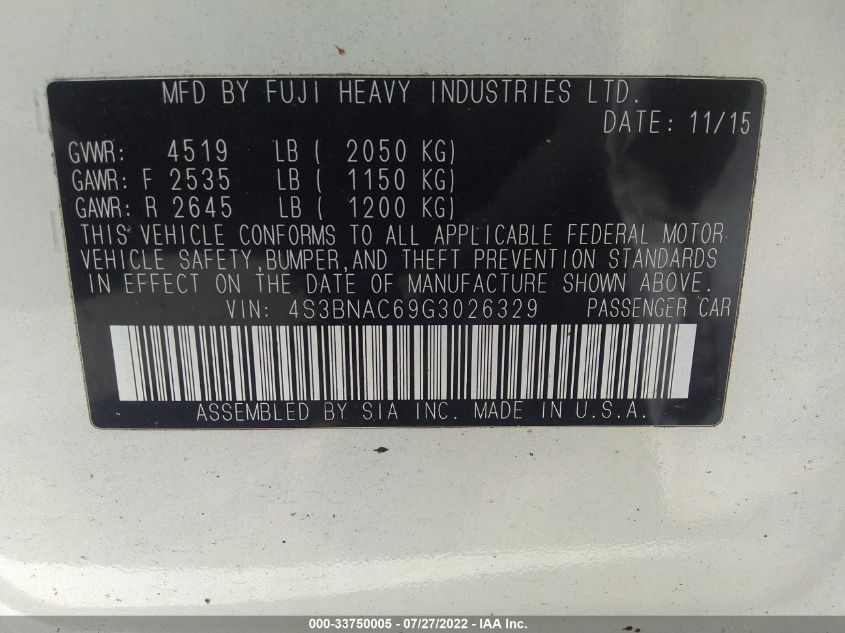 MFD BY FUJI HEAVY INDUSTRIES LTD.
DATE: 11/15
GVWR: 4519 LB ( 2050 KG)
GAWR: F 2535 LB ( 1150 KG)
GAWR: R 2645 LB ( 1200 KG)
THIS VEHICLE CONFORMS TO ALL APPLICABLE FEDERAL MOTOR
VEHICLE SAFETY,BUMPER,AND THEFT PREVENTION STANDARDS
IN EFFECT ON THE DATE OF MANUFACTURE SHOWN ABOVE.
VIN: 4S3BNAC69G3026329 PASSENGER CAR
ASSEMBLED BY SIA INC. MADE IN U.S.A.
000-33750005 - 07/27/2022 - IAA Inc.